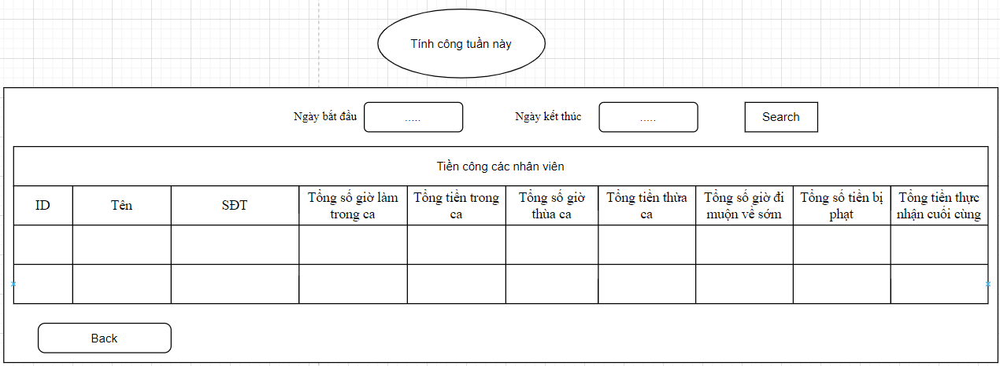 Tính công tuần này
Ngày bắt đầu ..... Ngày kết thúc ..... Search
Tiền công các nhân viên
ID
Tên
SĐT
Tổng số giờ làm
trong ca
Tổng tiền trong
ca
Tổng số giờ
thùa ca
Tổng tiền thừa
ca
Tổng số giờ đi
muộn về sớm
Tổng số tiền bị
phạt
Tổng tiền thực
nhận cuối cùng
Back